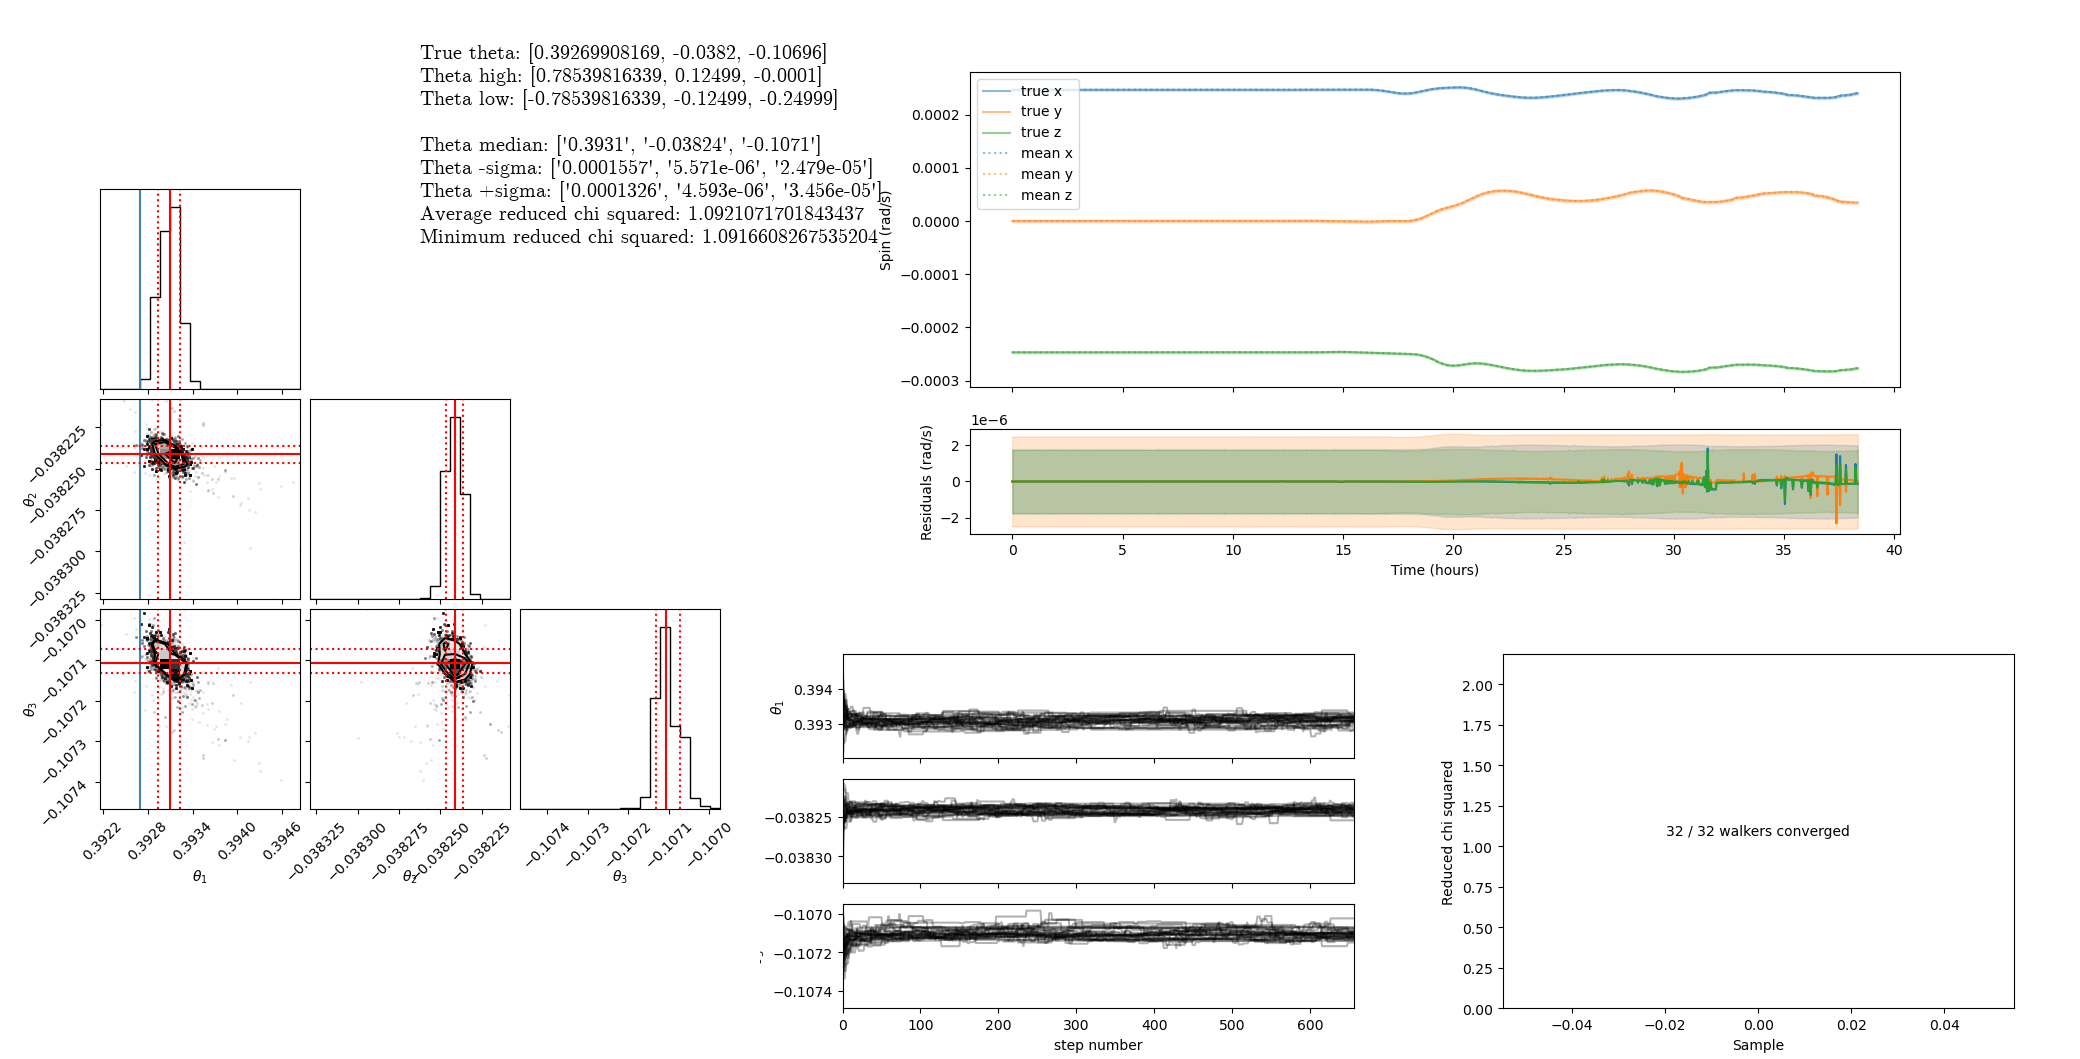 True theta: [0.39269908169, -0.0382, -0.10696]
Theta high: [0.78539816339, 0.12499, -0.0001]
Theta low: [-0.78539816339, -0.12499, -0.24999]
Theta median: ['0.3931', '-0.03824', '-0.1071']
Theta -sigma: ['0.0001557', '5.571e-06', '2.479e-05']
Theta +sigma: ['0.0001326', '4.593e-06', '3.456e-05']
Average reduced chi squared: 1.0921071701843437
Minimum reduced chi squared: 1.0916608267535204
true x
true y
true z
mean x
mean y
mean z
Spin (rad/s)
0.0002
0.0001
0.0000
−0.0001
−0.0002
−0.0003
1e−6
Residuals (rad/s)
2
0
−2
0 5 10 15 20 25 30 35 40
Time (hours)
θ2
−0.038225
−0.038250
−0.038275
−0.038300
−0.038325
θ3
−0.1070
−0.1071
−0.1072
−0.1073
−0.1074
0.3922 0.3928 0.3934 0.3940 0.3946
θ1
−0.038325 −0.038300 −0.038275 −0.038250 −0.038225
θ2
−0.1074 −0.1073 −0.1072 −0.1071 −0.1070
θ3
θ1
0.394
0.393
−0.03825
−0.03830
−0.1070
−0.1072
−0.1074
0 100 200 300 400 500 600
step number
Reduced chi squared
2.00
1.75
1.50
1.25
1.00
0.75
0.50
0.25
0.00
32 / 32 walkers converged
−0.04 −0.02 0.00 0.02 0.04
Sample